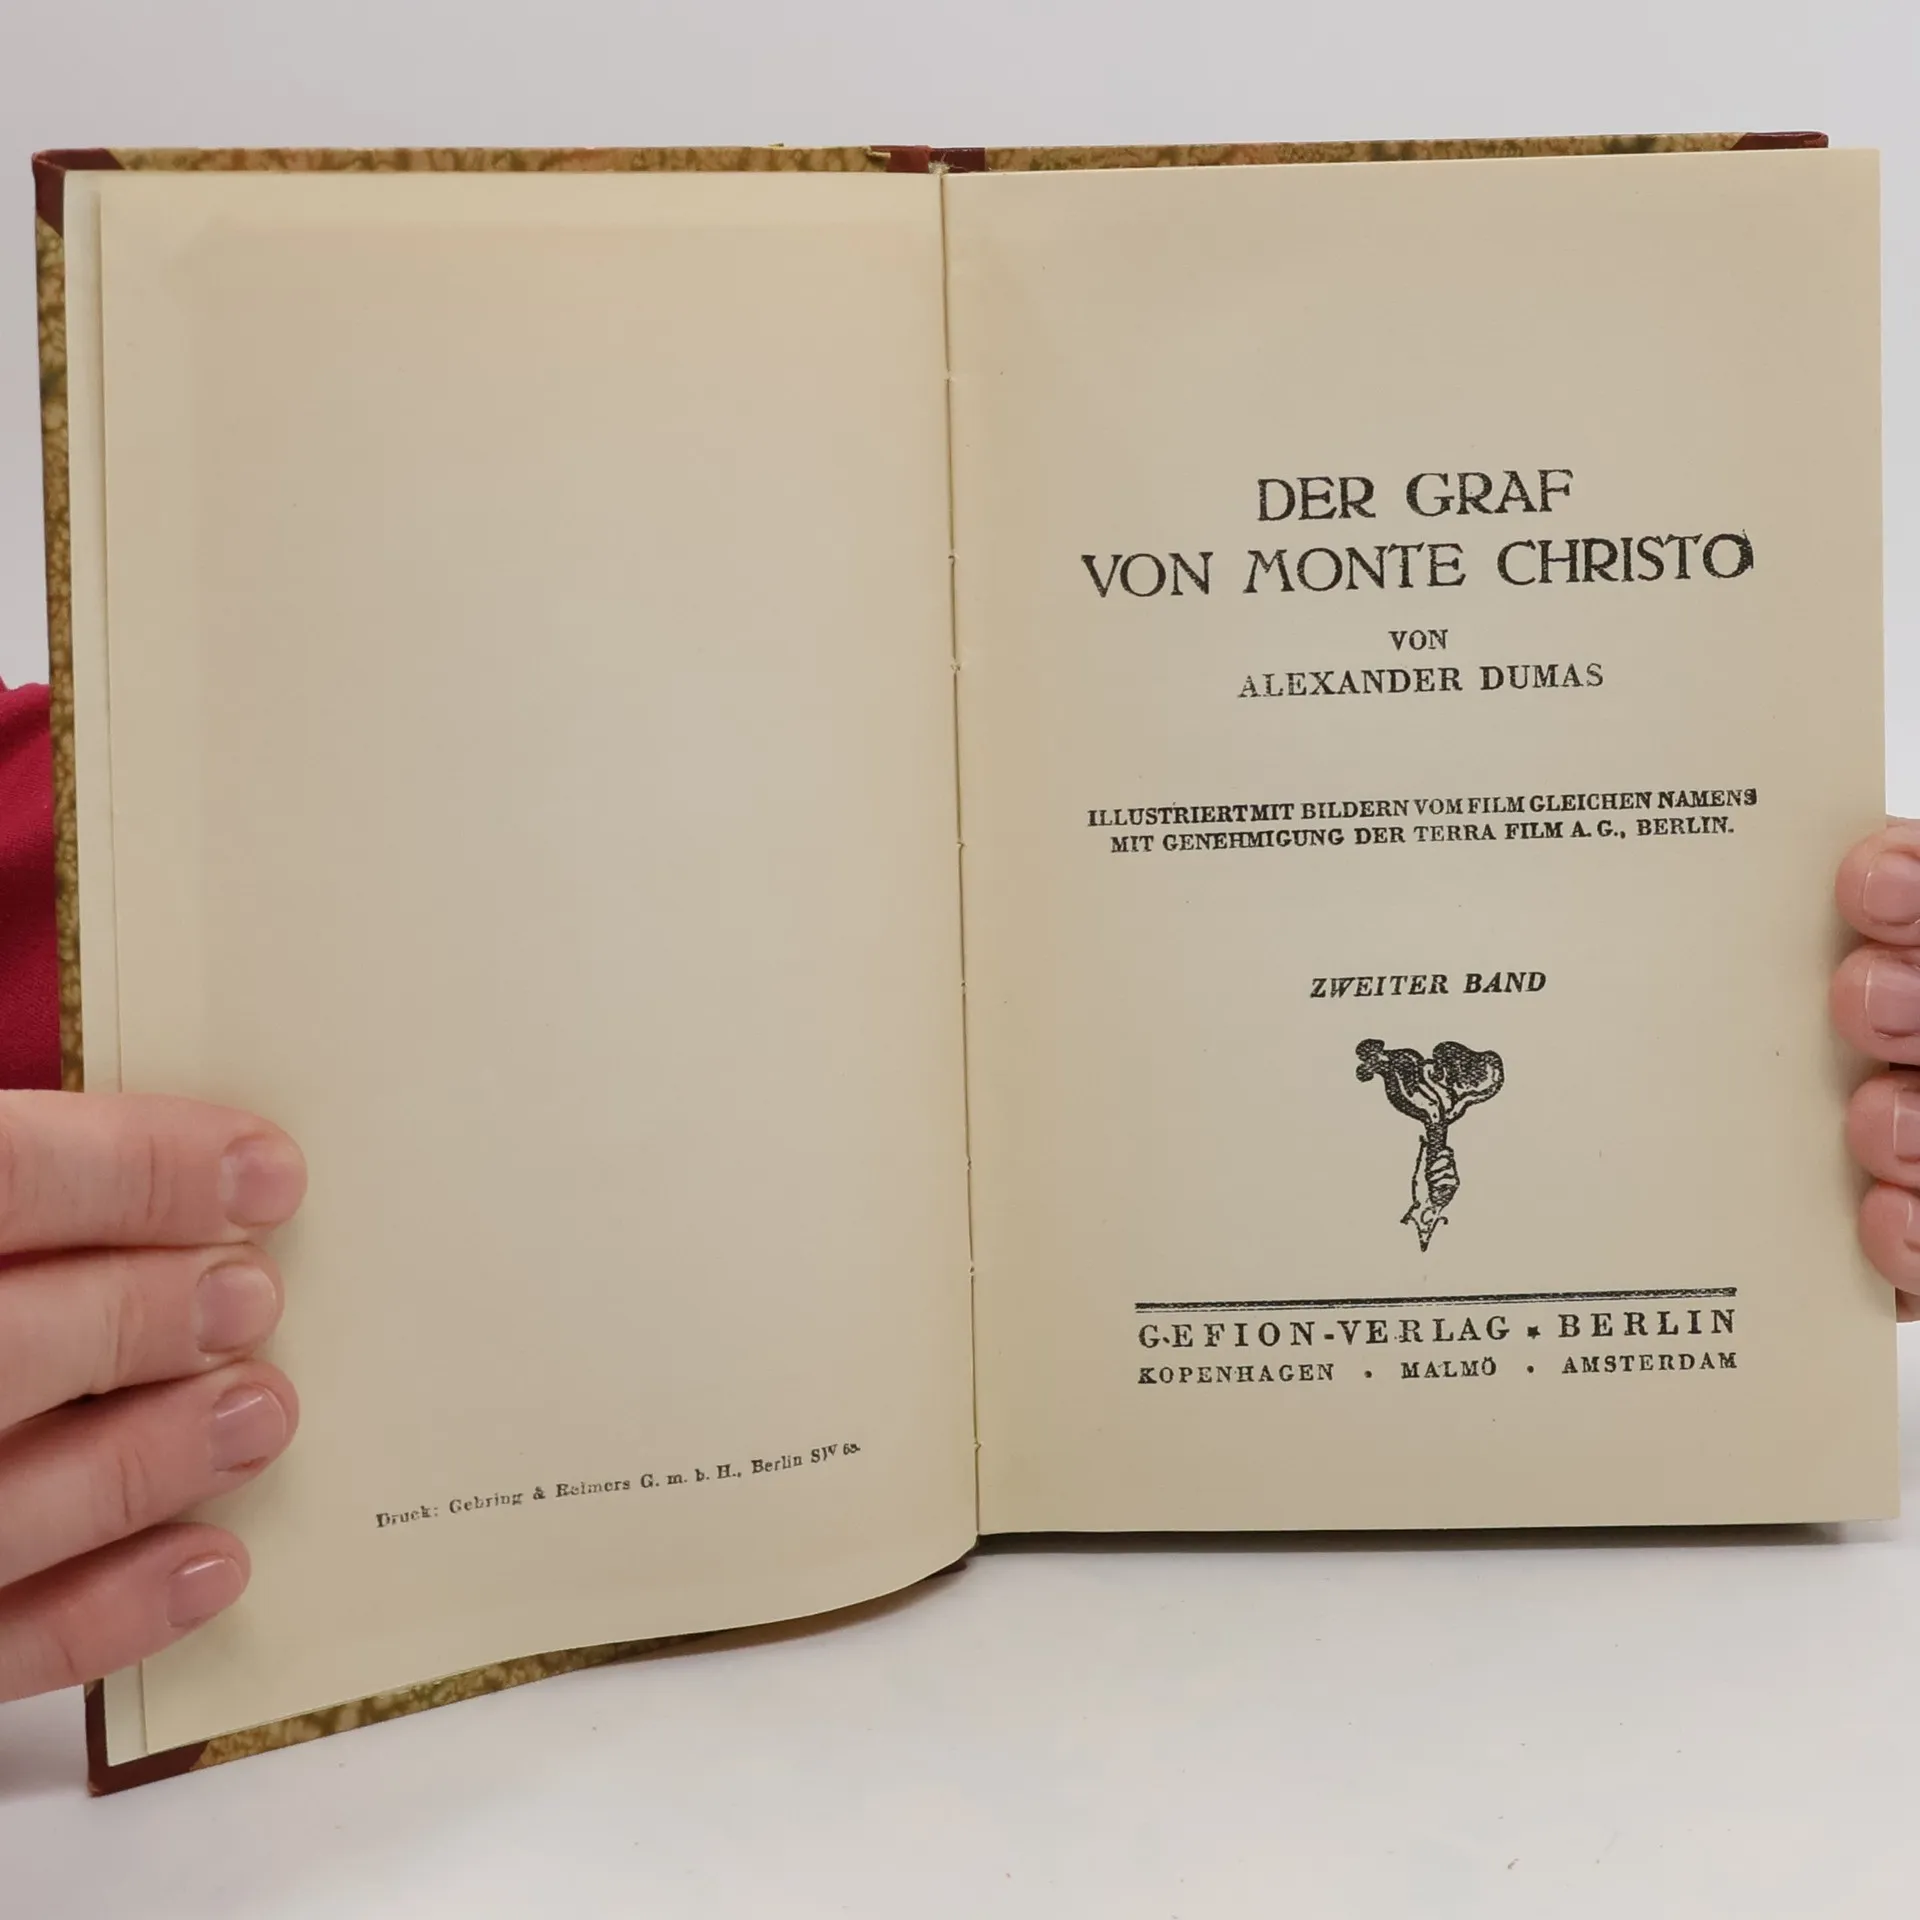 Druck: Gebring & Reimers G. m. b. H., Berlin SW 68.
DER GRAF
VON MONTE CHRISTO
VON
ALEXANDER DUMAS
ILLUSTRIERT MIT BILDERN VOM FILM GLEICHEN NAMENS
MIT GENEHMIGUNG DER TERRA FILM A. G., BERLIN.
ZWEITER BAND
GEFION-VERLAG ★ BERLIN
KOPENHAGEN • MALMÖ • AMSTERDAM